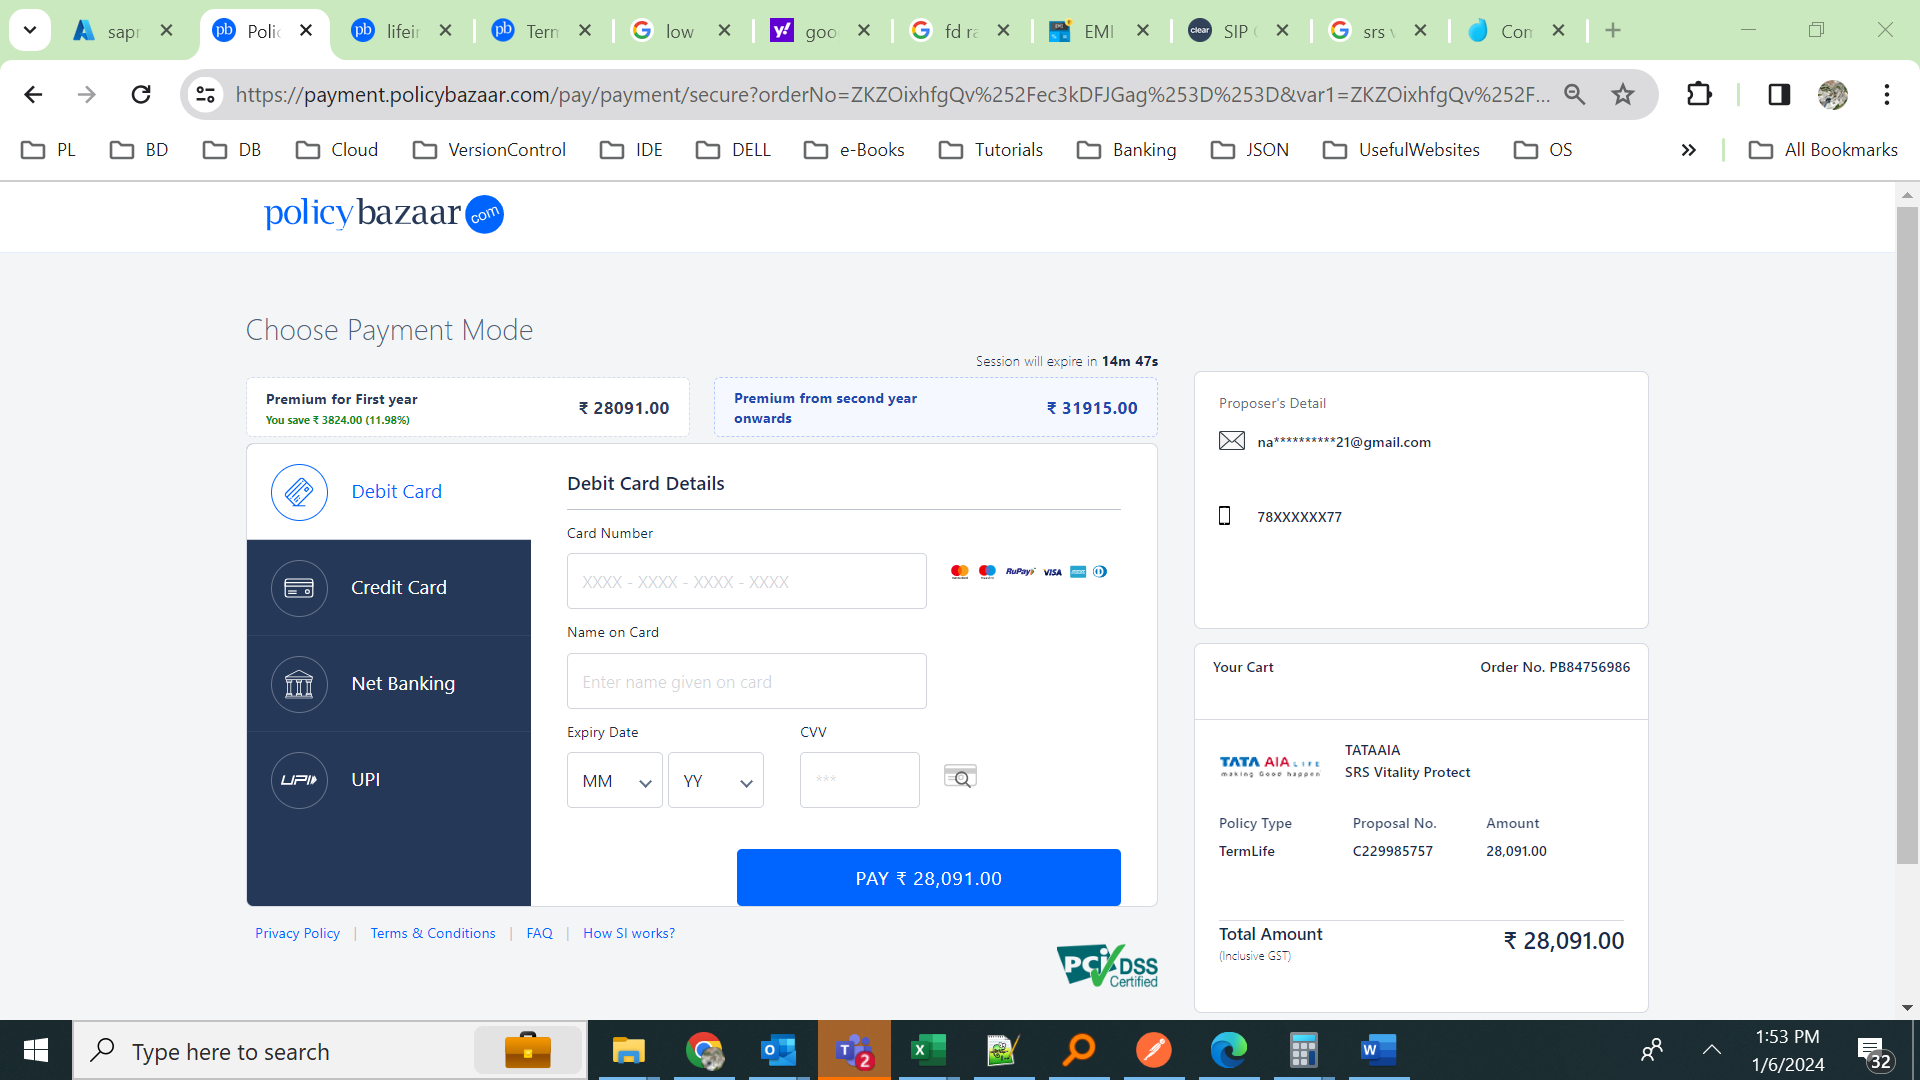 sapr
Polic
lifein
Term
low
goo
fd ra
EMI
SIP
srs v
Com
https://payment.policybazaar.com/pay/payment/secure?orderNo=ZKZOixhfgQv%252Fec3kDFJGag%253D%253D&var1=ZKZOixhfgQv%252F...
PL
BD
DB
Cloud
VersionControl
IDE
DELL
e-Books
Tutorials
Banking
JSON
UsefulWebsites
OS
»
All Bookmarks
policybazaar com
Choose Payment Mode
Session will expire in 14m 47s
Premium for First year
You save ₹ 3824.00 (11.98%)
₹ 28091.00
Premium from second year
onwards
₹ 31915.00
Debit Card
Credit Card
Net Banking
UPI
UPI
Debit Card Details
Card Number
XXXX - XXXX - XXXX - XXXX
RuPay VISA
Name on Card
Enter name given on card
Expiry Date
CVV
MM
YY
***
PAY ₹ 28,091.00
Privacy Policy | Terms & Conditions | FAQ | How SI works?
PCI DSS
Certified
Proposer's Detail
na**********21@gmail.com
78XXXXXX77
Your Cart
Order No. PB84756986
TATA AIA LIFE
making Good happen
TATAAIA
SRS Vitality Protect
Policy Type
Proposal No.
Amount
TermLife
C229985757
28,091.00
Total Amount
(Inclusive GST)
₹ 28,091.00
Type here to search
2
1:53 PM
1/6/2024
32